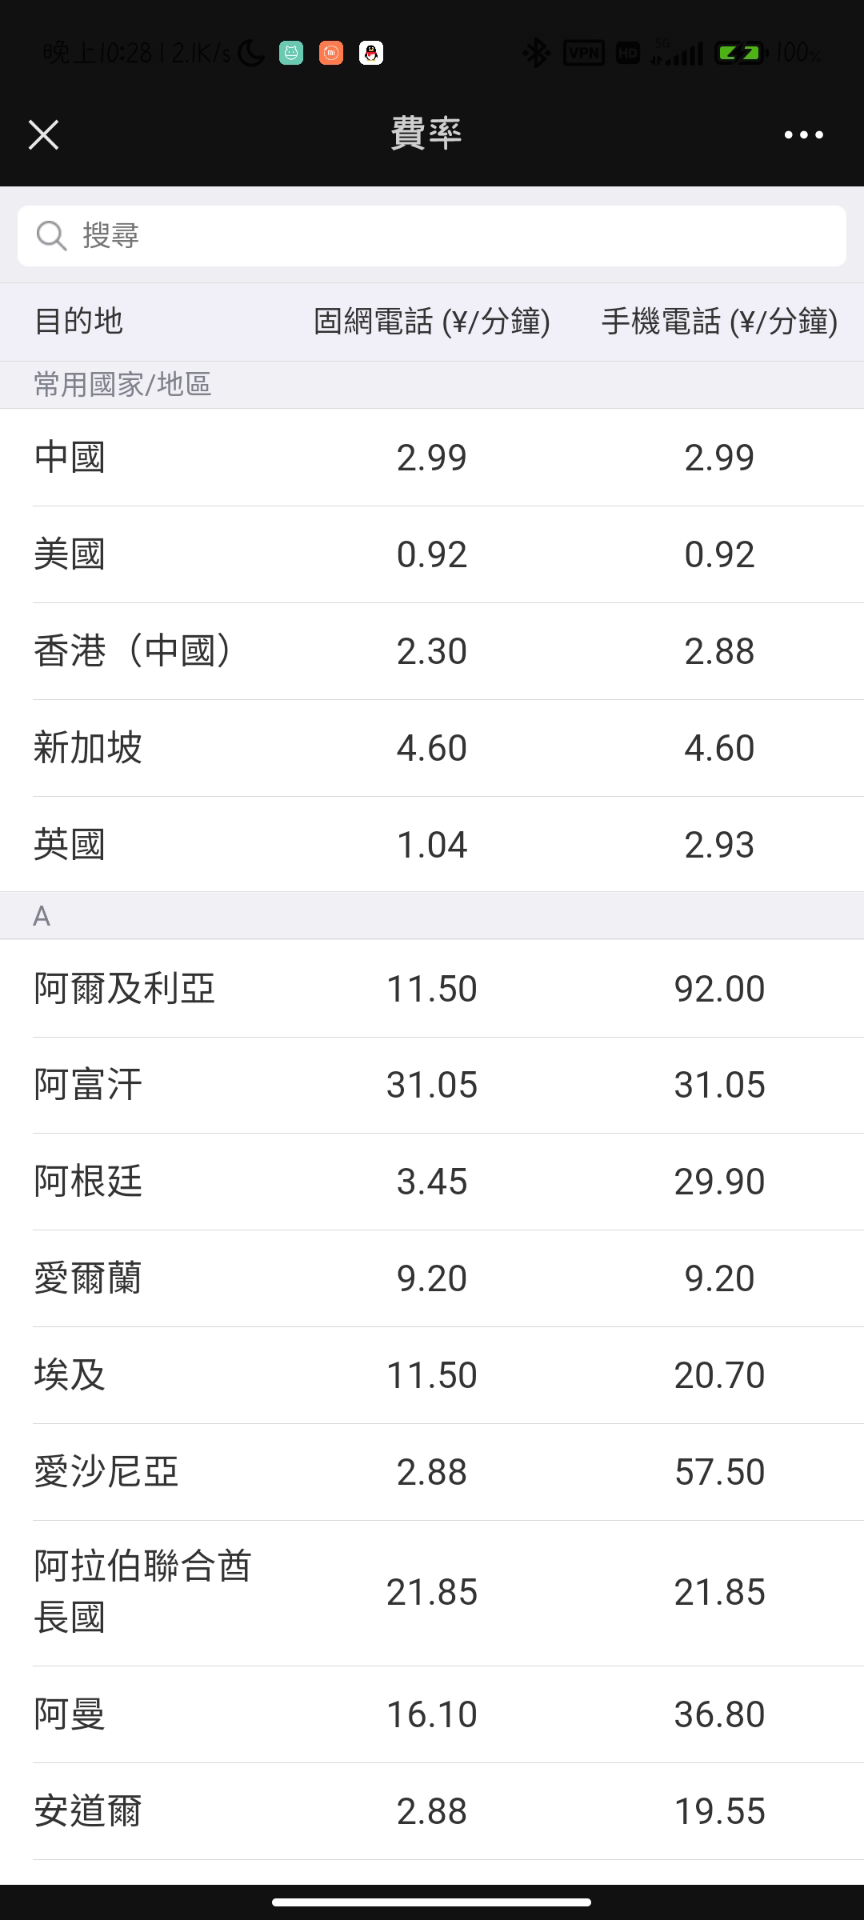 晚上10:28 | 2.1K/s VPN HD 5G 100%
費率
搜尋
目的地 固網電話 (¥/分鐘) 手機電話 (¥/分鐘)
常用國家/地區
中國 2.99 2.99
美國 0.92 0.92
香港（中國） 2.30 2.88
新加坡 4.60 4.60
英國 1.04 2.93
A
阿爾及利亞 11.50 92.00
阿富汗 31.05 31.05
阿根廷 3.45 29.90
愛爾蘭 9.20 9.20
埃及 11.50 20.70
愛沙尼亞 2.88 57.50
阿拉伯聯合酋
長國 21.85 21.85
阿曼 16.10 36.80
安道爾 2.88 19.55